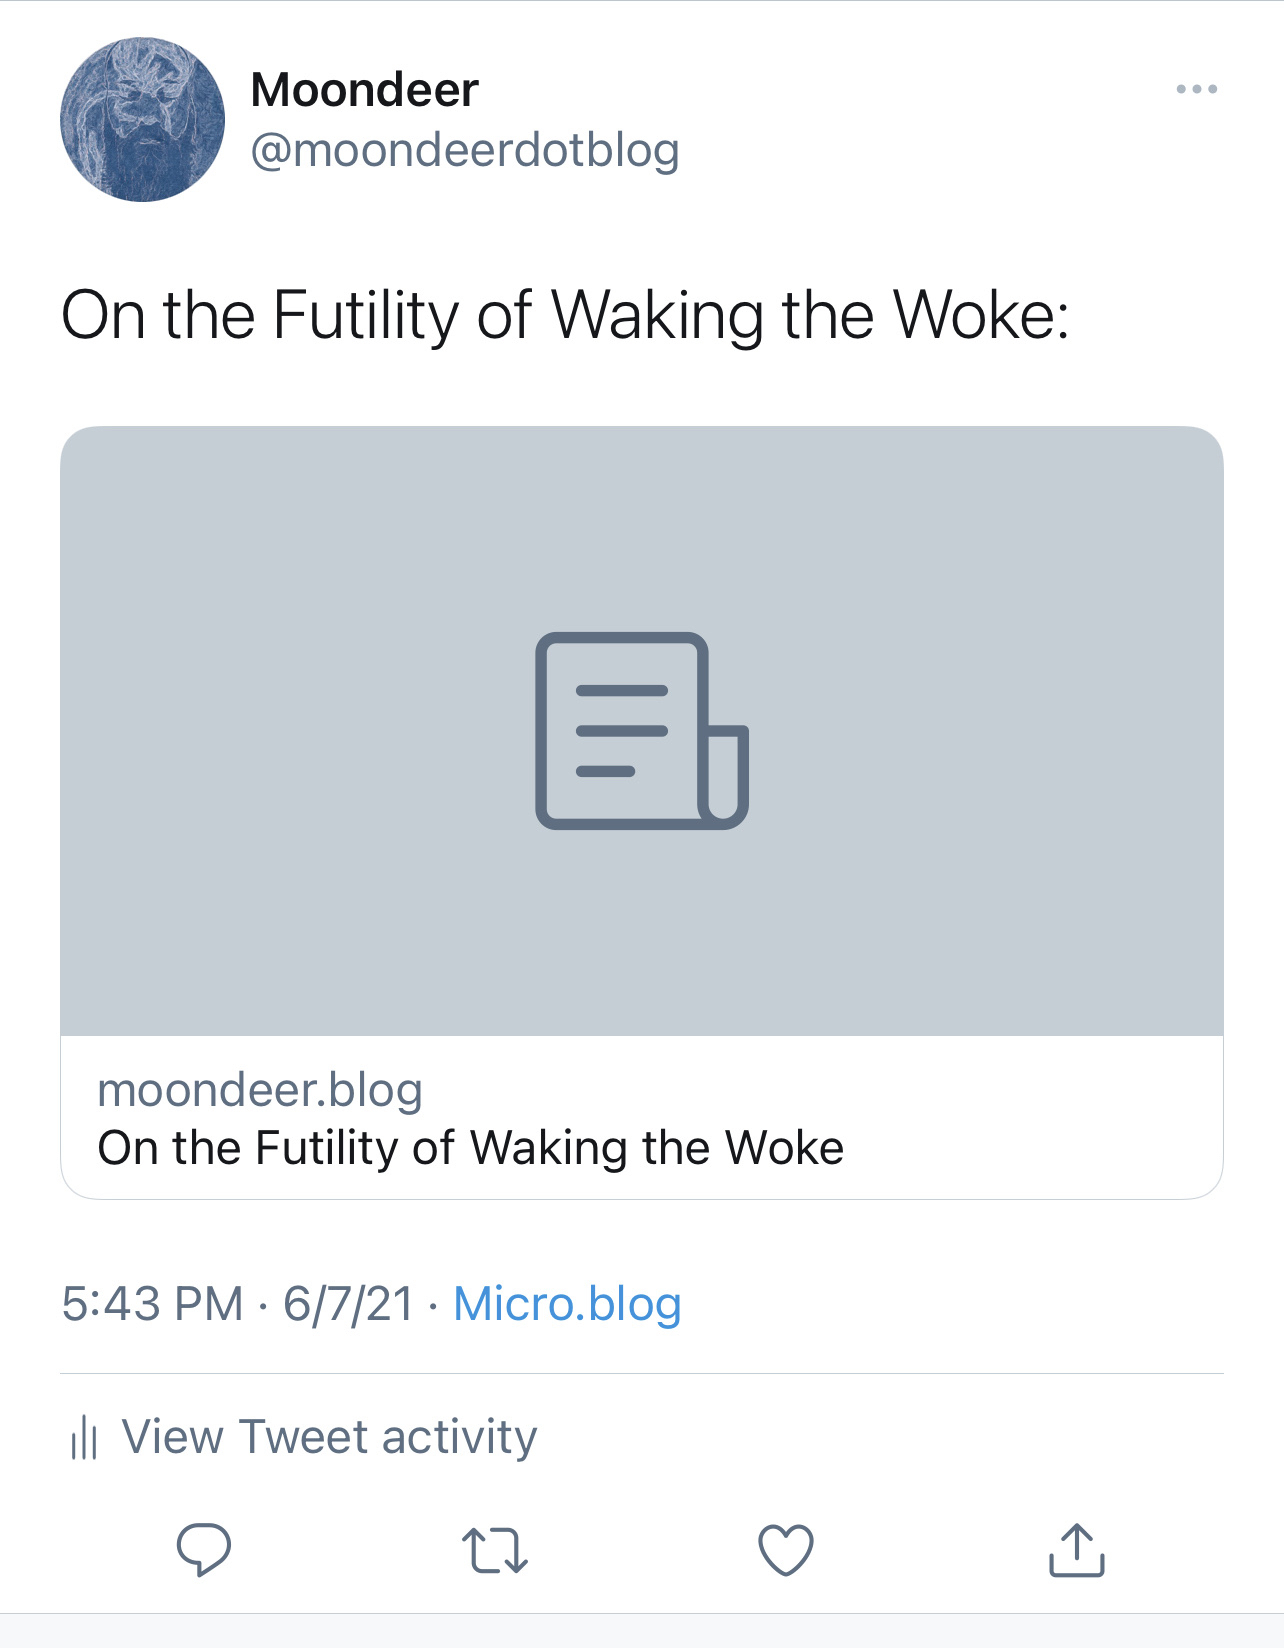 Moondeer
@moondeerdotblog
On the Futility of Waking the Woke:
moondeer.blog
On the Futility of Waking the Woke
5:43 PM · 6/7/21 · Micro.blog
View Tweet activity